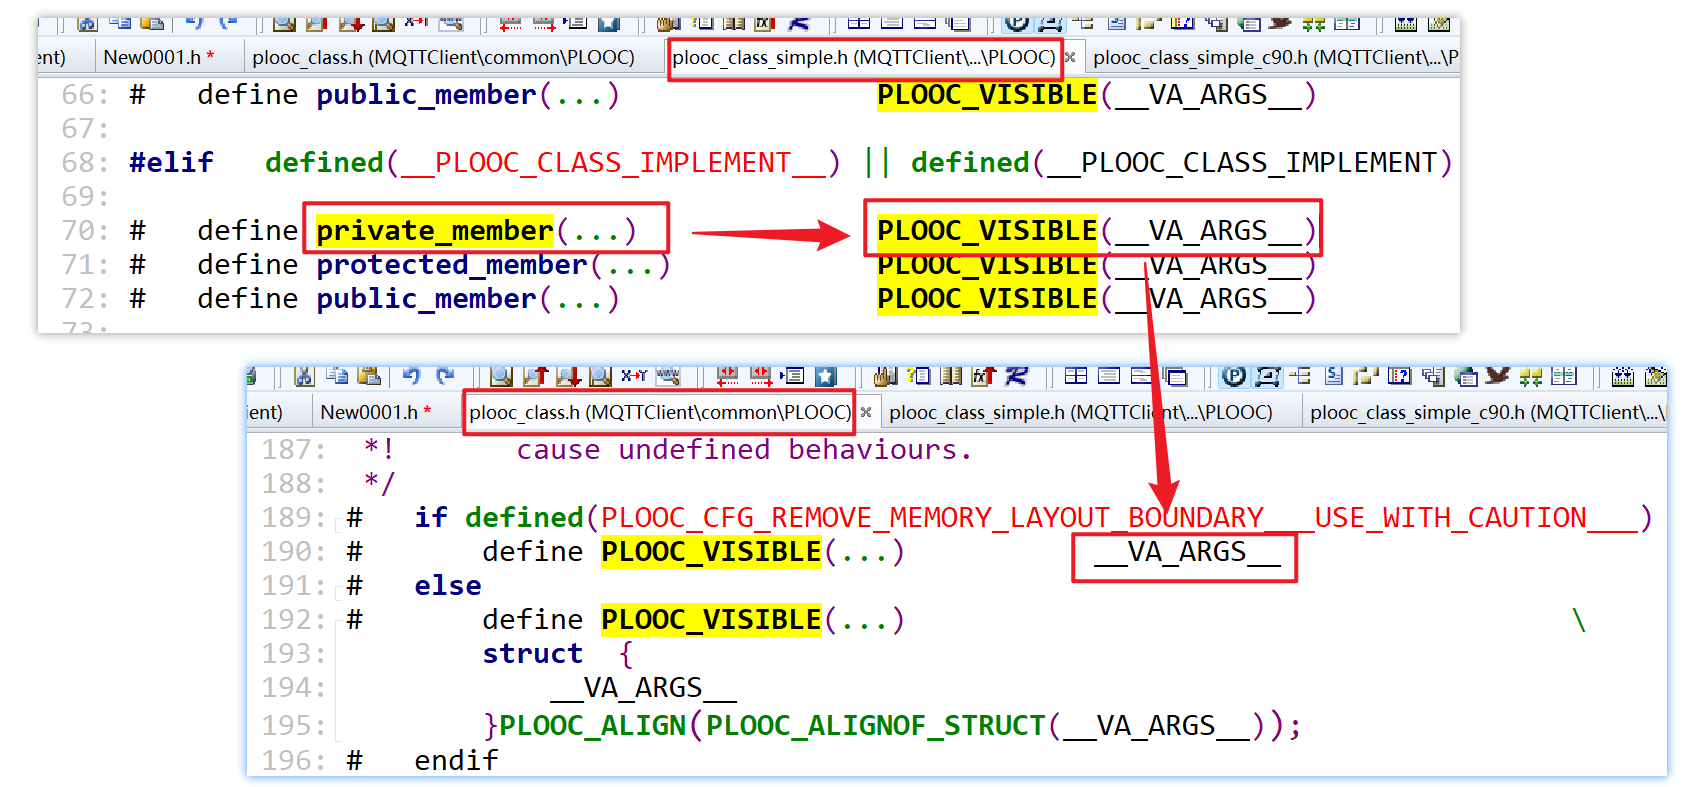 ent) New0001.h * plooc_class.h (MQTTClient\common\PLOOC) plooc_class_simple.h (MQTTClient\...\PLOOC) × plooc_class_simple_c90.h (MQTTClient\...\P
66: # define public_member(...) PLOOC_VISIBLE(__VA_ARGS__)
67:
68: #elif defined(__PLOOC_CLASS_IMPLEMENT__) || defined(__PLOOC_CLASS_IMPLEMENT)
69:
70: # define private_member(...) PLOOC_VISIBLE(__VA_ARGS__)
71: # define protected_member(...) PLOOC_VISIBLE(__VA_ARGS__)
72: # define public_member(...) PLOOC_VISIBLE(__VA_ARGS__)
73:
ient) New0001.h * plooc_class.h (MQTTClient\common\PLOOC) × plooc_class_simple.h (MQTTClient\...\PLOOC) plooc_class_simple_c90.h (MQTTClient\...\
187: *! cause undefined behaviours.
188: */
189: # if defined(PLOOC_CFG_REMOVE_MEMORY_LAYOUT_BOUNDARY___USE_WITH_CAUTION___)
190: # define PLOOC_VISIBLE(...) __VA_ARGS__
191: # else
192: # define PLOOC_VISIBLE(...) \
193: struct {
194: __VA_ARGS__
195: }PLOOC_ALIGN(PLOOC_ALIGNOF_STRUCT(__VA_ARGS__));
196: # endif